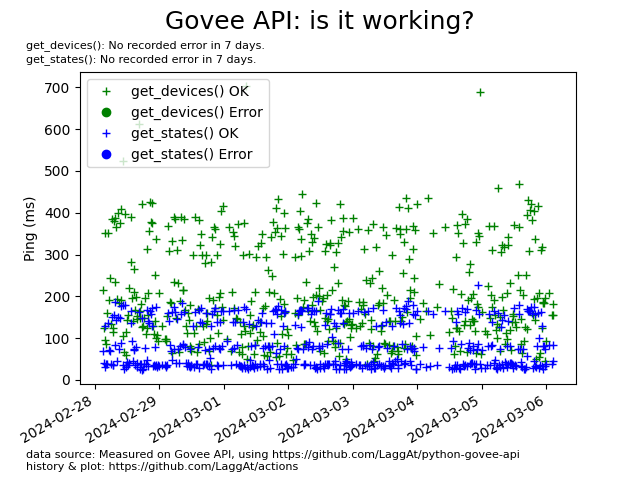 Govee API: is it working?
get_devices(): No recorded error in 7 days.
get_states(): No recorded error in 7 days.
get_devices() OK
get_devices() Error
get_states() OK
get_states() Error
Ping (ms)
700
600
500
400
300
200
100
0
2024-02-28
2024-02-29
2024-03-01
2024-03-02
2024-03-03
2024-03-04
2024-03-05
2024-03-06
data source: Measured on Govee API, using https://github.com/LaggAt/python-govee-api
history & plot: https://github.com/LaggAt/actions